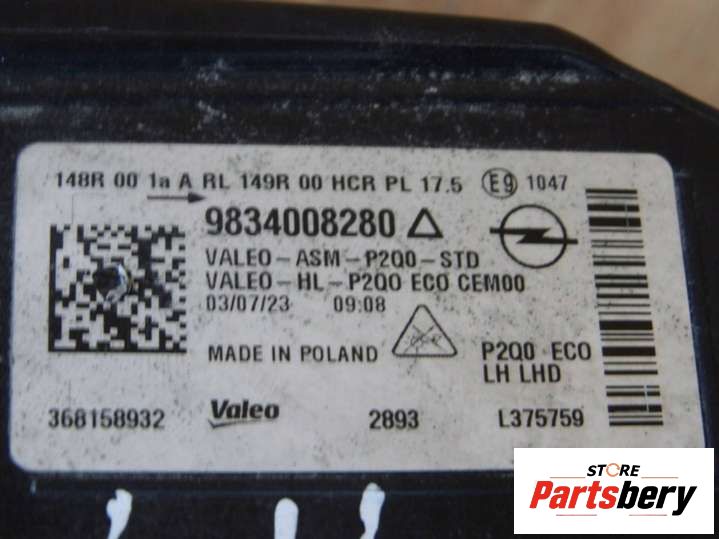 148R 00 1a A RL 149R 00 HCR PL 17.5 E9 1047
9834008280
VALEO-ASM-P2Q0-STD
VALEO-HL-P2Q0 ECO CEM00
03/07/23 09:08
MADE IN POLAND
P2Q0 ECO
LH LHD
368158932 Valeo 2893 L375759
STORE
Partsbery